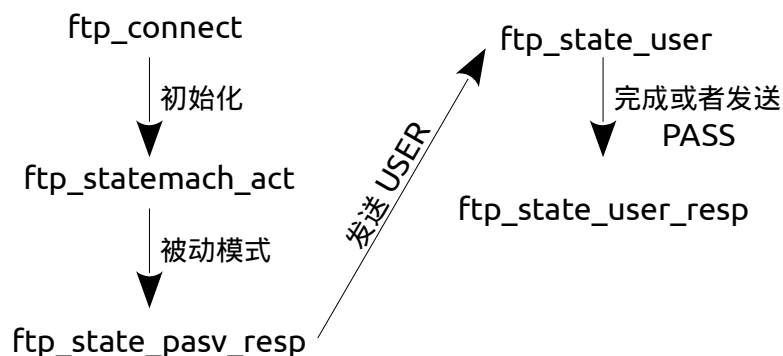 ftp_connect
初始化
ftp_statemach_act
被动模式
ftp_state_pasv_resp
发送 USER
ftp_state_user
完成或者发送
PASS
ftp_state_user_resp